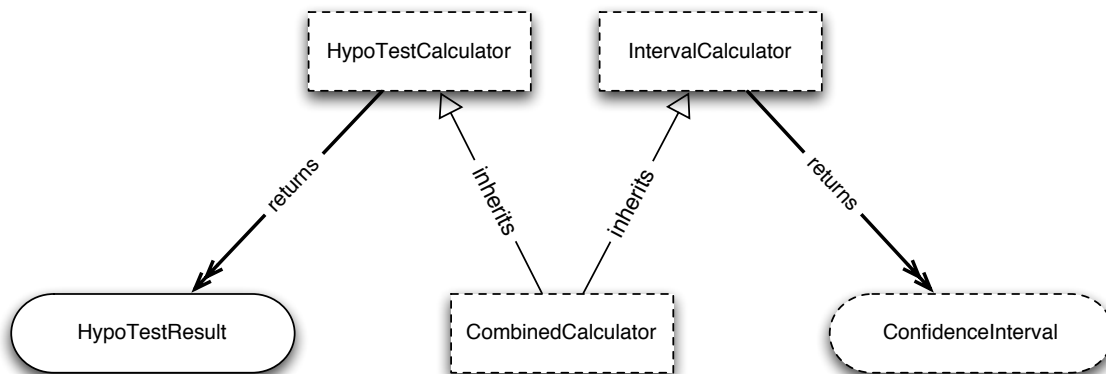 HypoTestCalculator
IntervalCalculator
returns
inherits
inherits
returns
HypoTestResult
CombinedCalculator
ConfidenceInterval